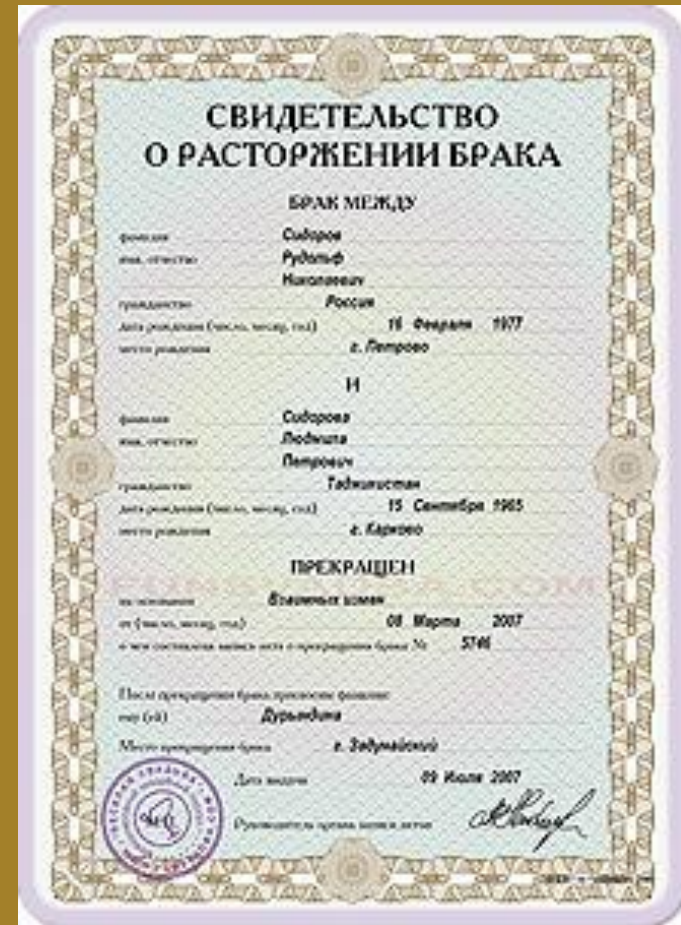 СВИДЕТЕЛЬСТВО
О РАСТОРЖЕНИИ БРАКА
БРАК МЕЖДУ
фамилия Сидоров
имя, отчество Рудольф
Николаевич
гражданство Россия
дата рождения (число, месяц, год) 16 Февраля 1977
место рождения г. Петрово
И
фамилия Сидорова
имя, отчество Людмила
Петрович
гражданство Таджикистан
дата рождения (число, месяц, год) 15 Сентября 1965
место рождения г. Карково
ПРЕКРАЩЕН
на основании Взаимных измен
от (число, месяц, год) 08 Марта 2007
о чем составлена запись акта о прекращении брака № 5746
После прекращения брака присвоены фамилии:
ему (ей) Дурындина
Место прекращения брака г. Задунайский
Дата выдачи 09 Июля 2007
Руководитель органа записи актов